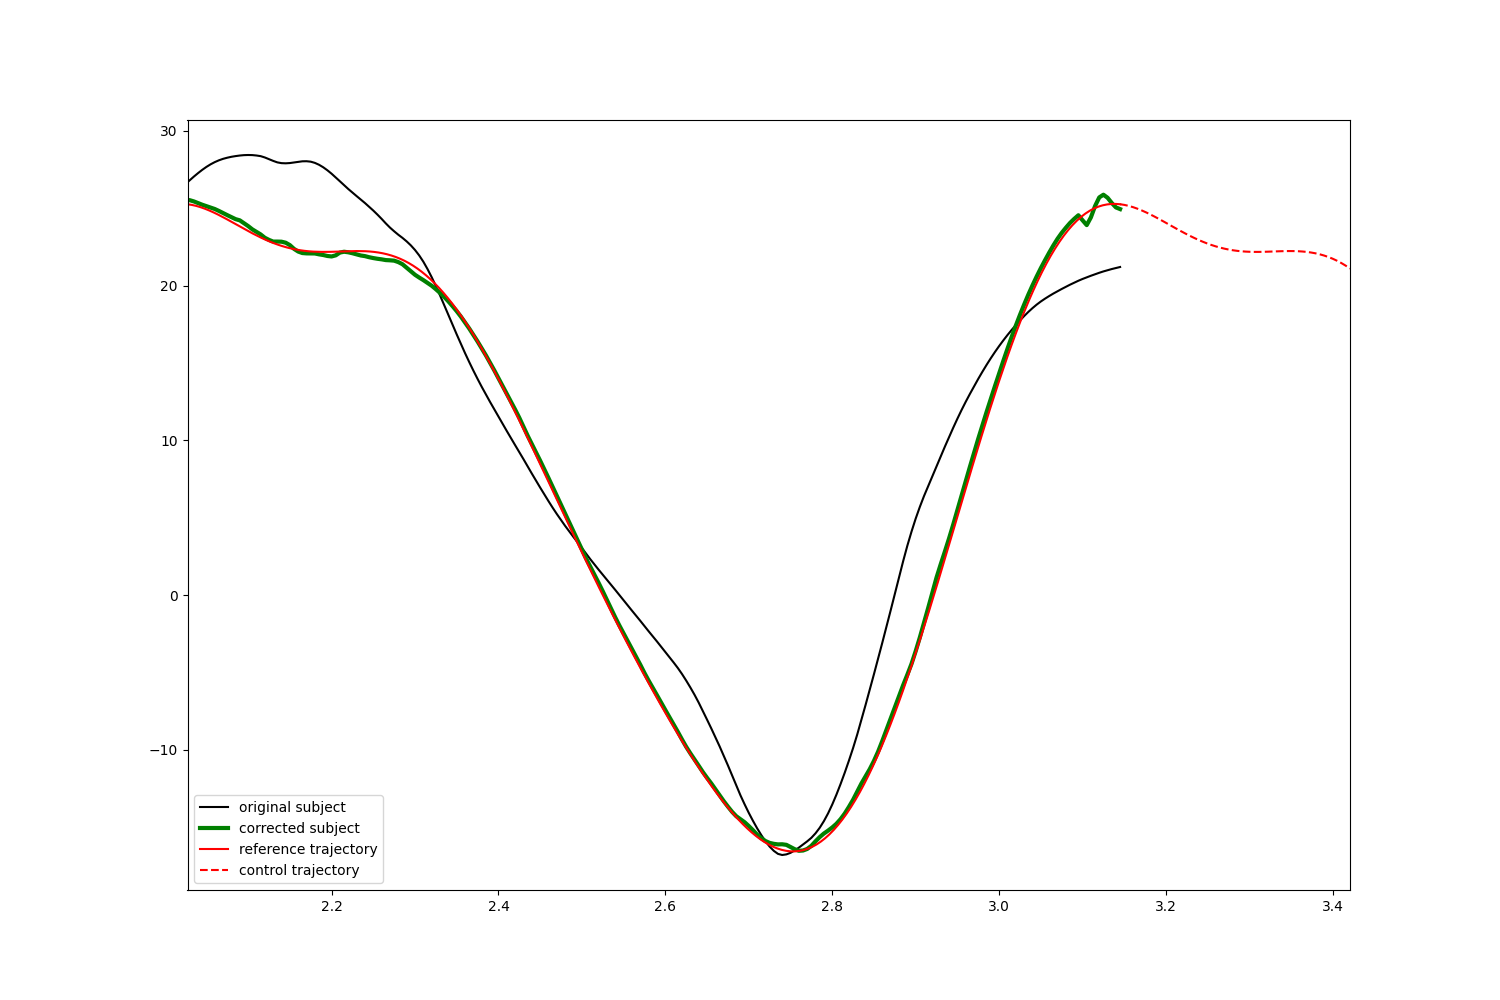 30
20
10
0
−10
original subject
corrected subject
reference trajectory
control trajectory
2.2 2.4 2.6 2.8 3.0 3.2 3.4